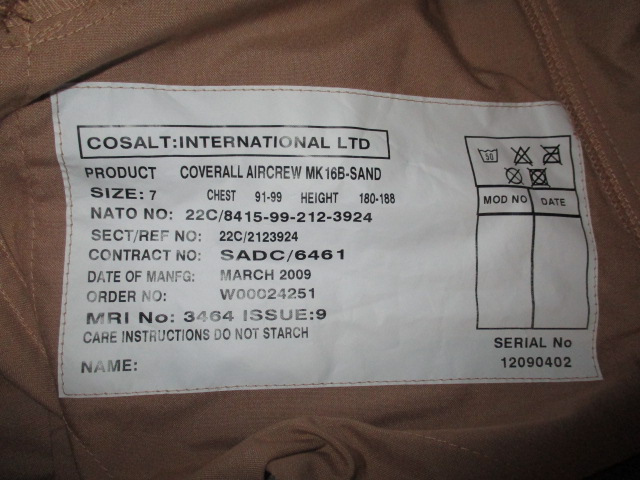 COSALT:INTERNATIONAL LTD
PRODUCT COVERALL AIRCREW MK16B-SAND
SIZE: 7 CHEST 91-99 HEIGHT 180-188
NATO NO: 22C/8415-99-212-3924
SECT/REF NO: 22C/2123924
CONTRACT NO: SADC/6461
DATE OF MANFG: MARCH 2009
ORDER NO: W00024251
MRI No: 3464 ISSUE:9
CARE INSTRUCTIONS DO NOT STARCH
NAME:
50
MOD NO DATE
SERIAL No
12090402